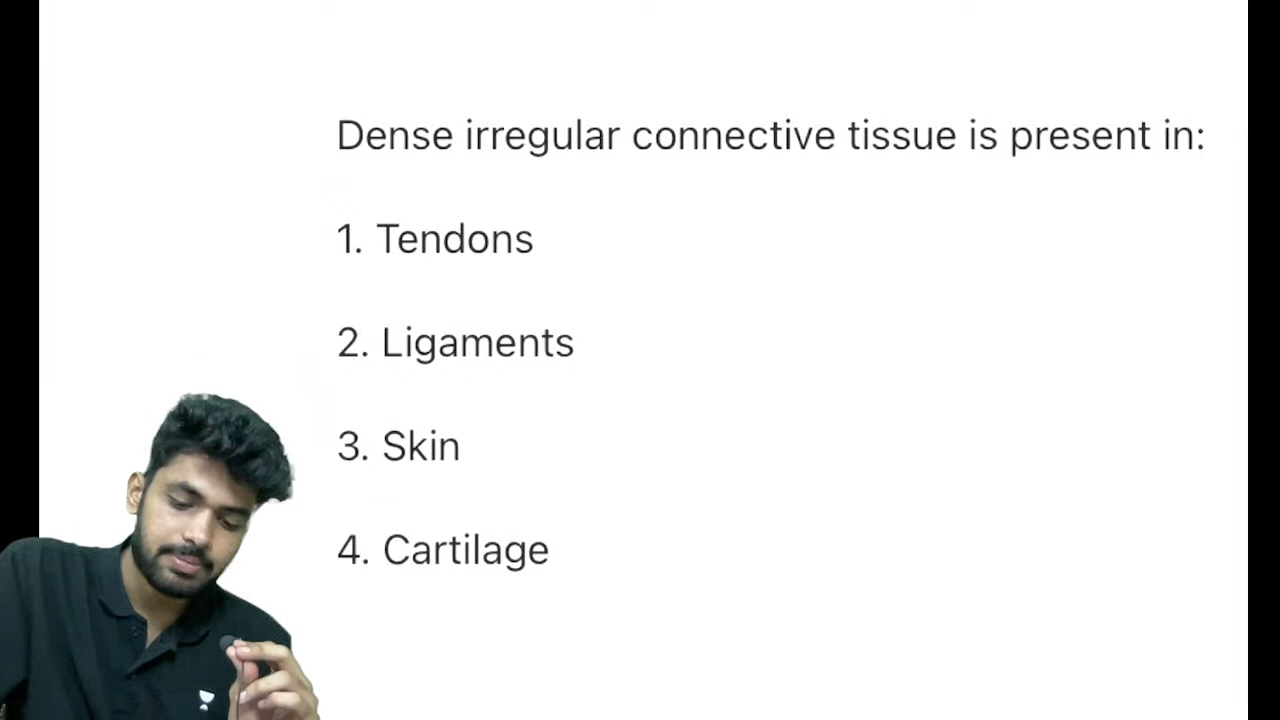 Dense irregular connective tissue is present in:
1. Tendons
2. Ligaments
3. Skin
4. Cartilage